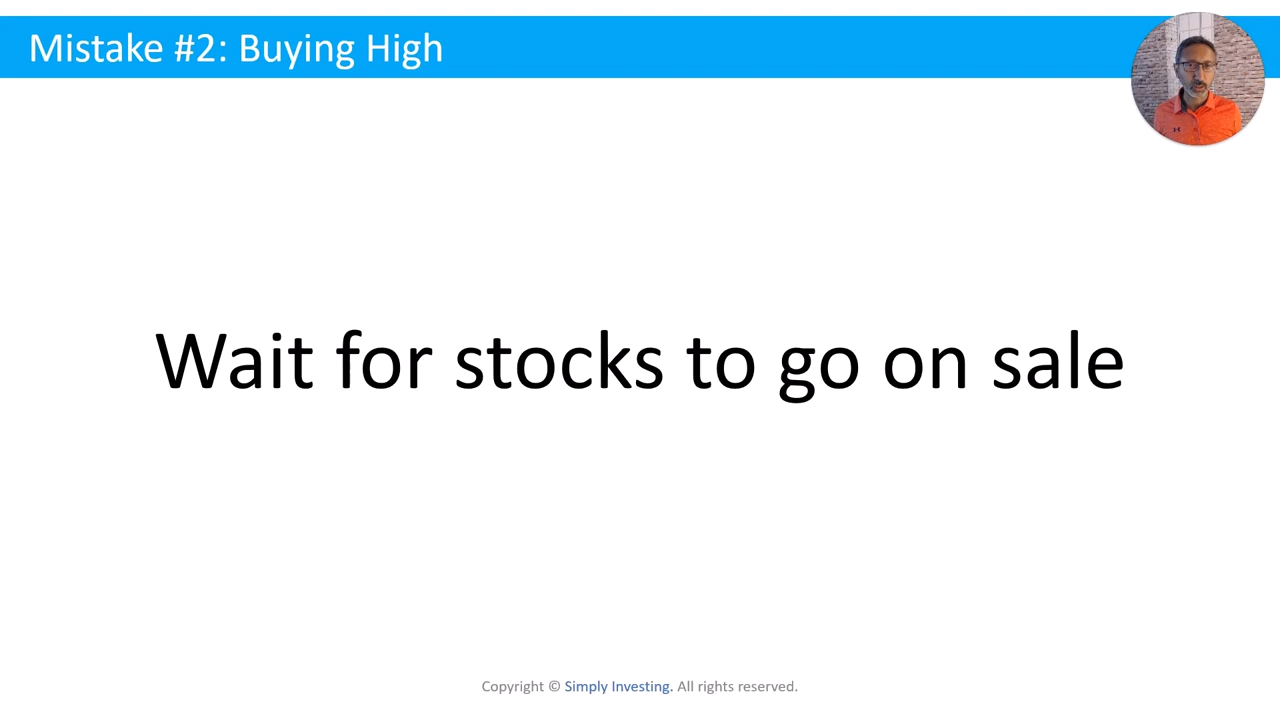 Mistake #2: Buying High
Wait for stocks to go on sale
Copyright © Simply Investing. All rights reserved.